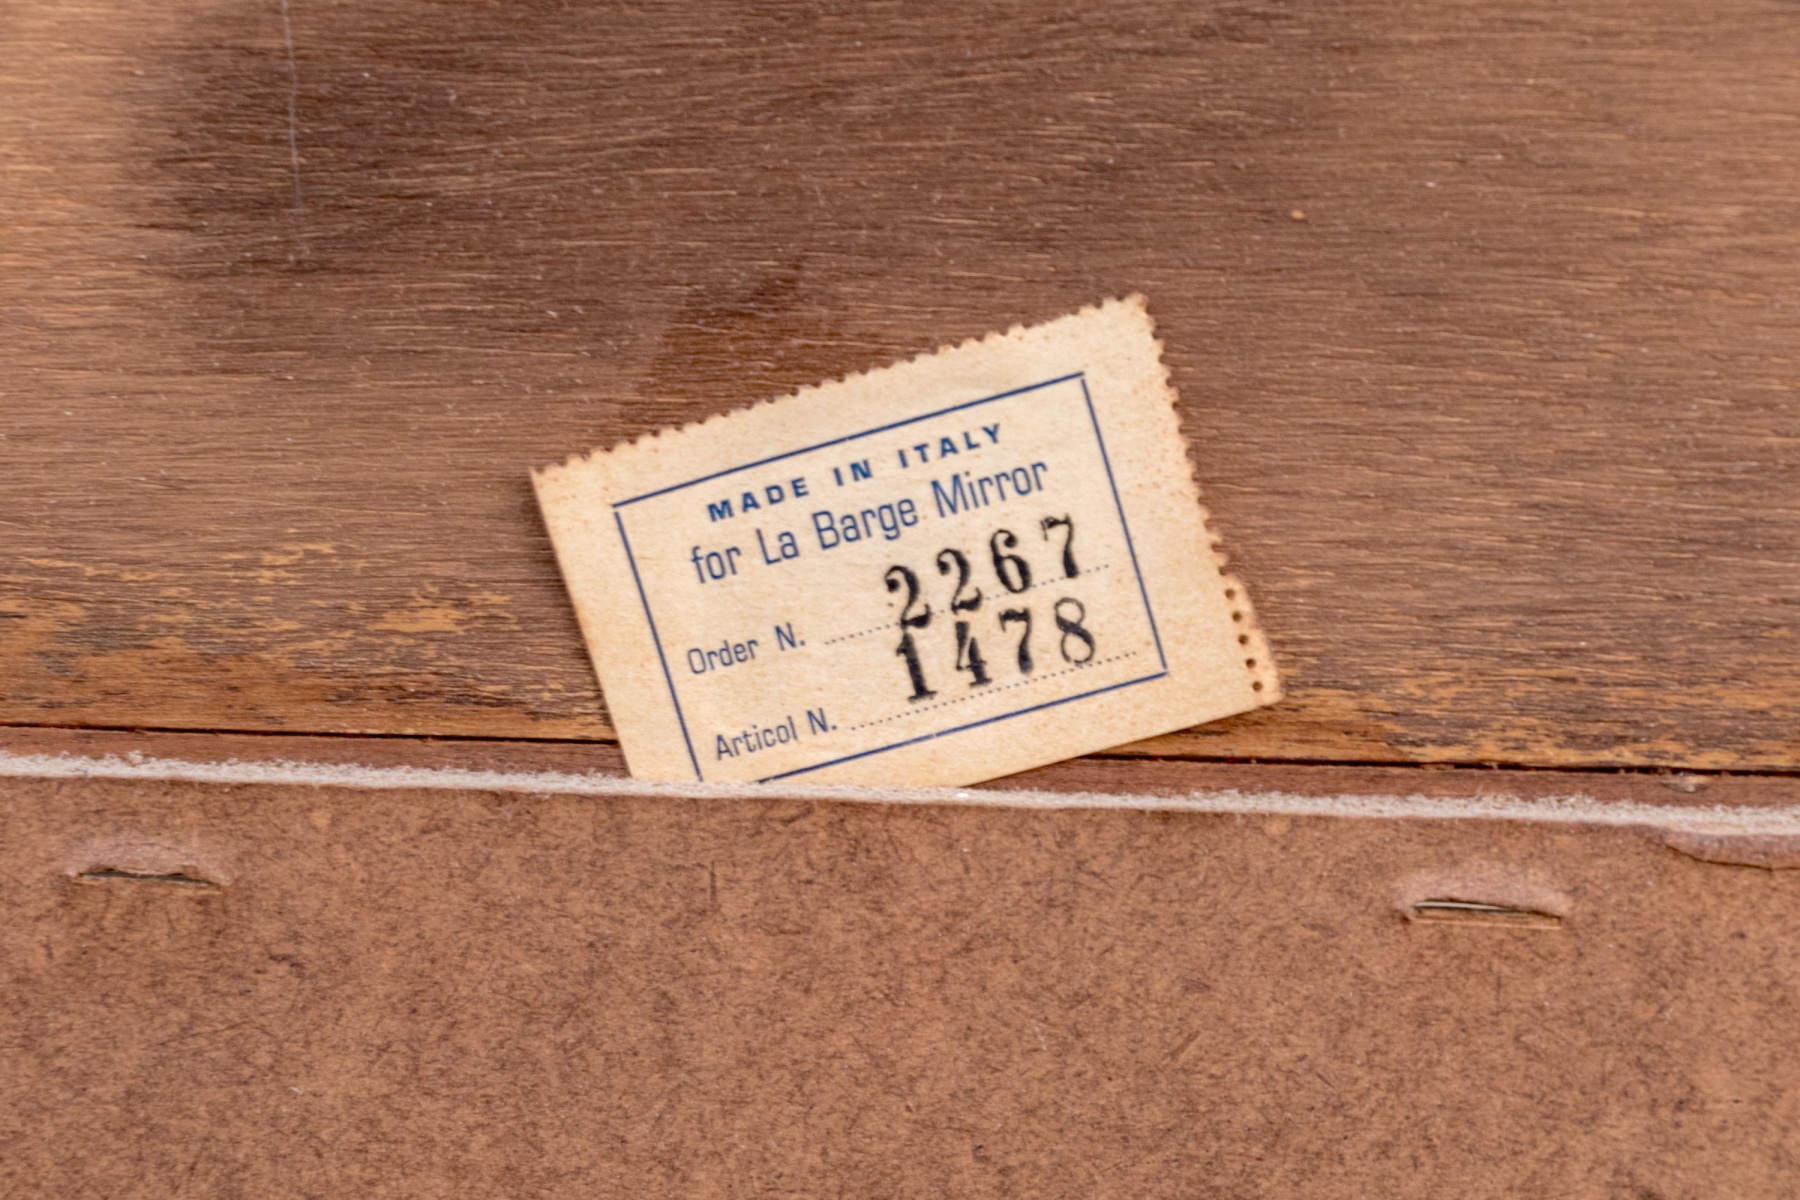 MADE IN ITALY
for La Barge Mirror
Order N. 2267
Articol N. 1478